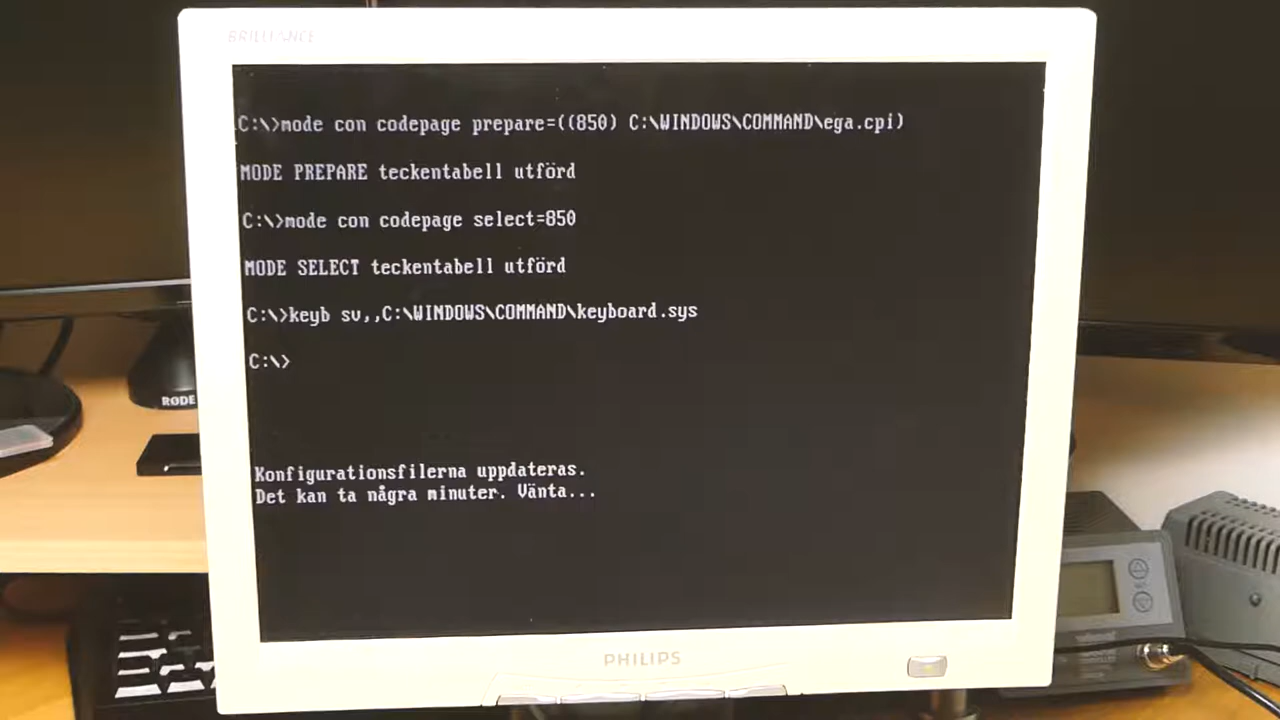 BRILLIANCE
C:\>mode con codepage prepare=((850) C:\WINDOWS\COMMAND\ega.cpi)
MODE PREPARE teckentabell utförd
C:\>mode con codepage select=850
MODE SELECT teckentabell utförd
C:\>keyb sv,,C:\WINDOWS\COMMAND\keyboard.sys
C:\>
RØDE
Konfigurationsfilerna uppdateras.
Det kan ta några minuter. Vänta...
PHILIPS